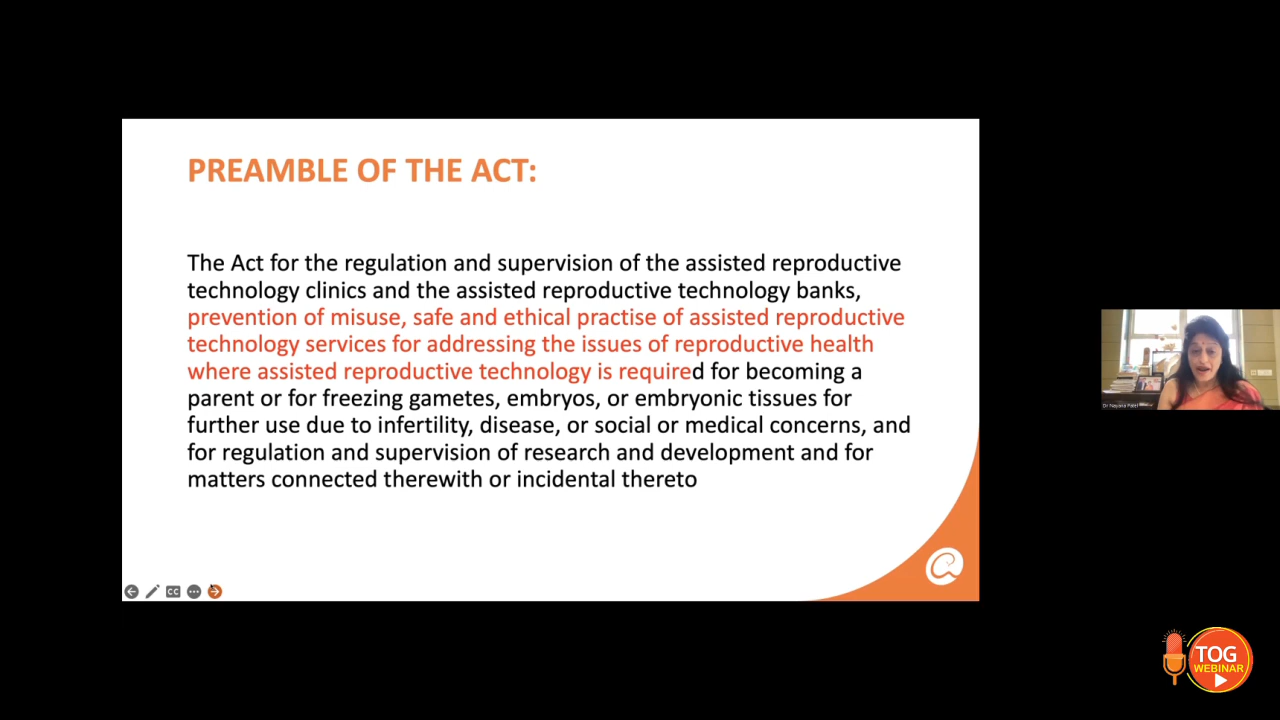 PREAMBLE OF THE ACT:
The Act for the regulation and supervision of the assisted reproductive
technology clinics and the assisted reproductive technology banks,
prevention of misuse, safe and ethical practise of assisted reproductive
technology services for addressing the issues of reproductive health
where assisted reproductive technology is required for becoming a
parent or for freezing gametes, embryos, or embryonic tissues for
further use due to infertility, disease, or social or medical concerns, and
for regulation and supervision of research and development and for
matters connected therewith or incidental thereto
CC
Dr Nayana Patel
TOG
WEBINAR